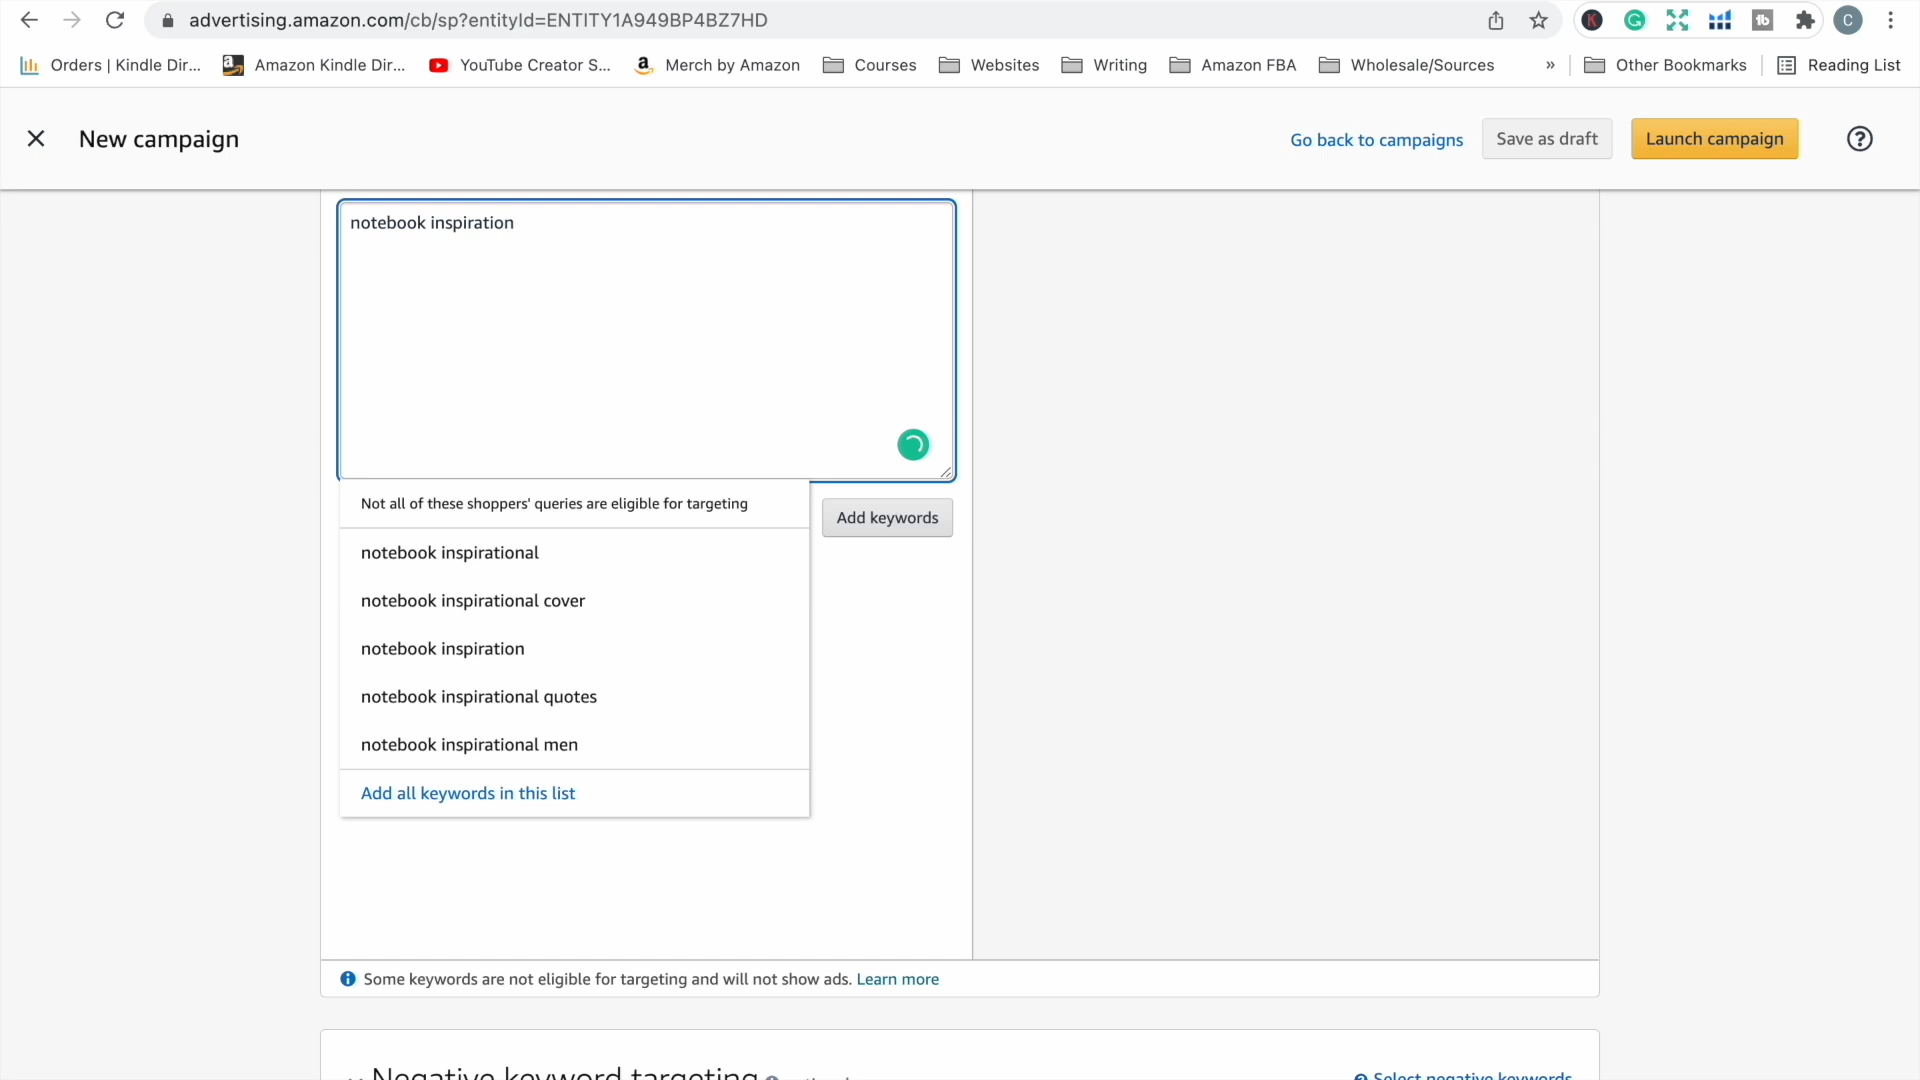 advertising.amazon.com/cb/sp?entityId=ENTITY1A949BP4BZ7HD
Orders | Kindle Dir...
Amazon Kindle Dir...
YouTube Creator S...
Merch by Amazon
Courses
Websites
Writing
Amazon FBA
Wholesale/Sources
»
Other Bookmarks
Reading List
New campaign
Go back to campaigns
Save as draft
Launch campaign
notebook inspiration
Not all of these shoppers' queries are eligible for targeting
Add keywords
notebook inspirational
notebook inspirational cover
notebook inspiration
notebook inspirational quotes
notebook inspirational men
Add all keywords in this list
Some keywords are not eligible for targeting and will not show ads. Learn more
Negative keyword targeting
Select negative keywords